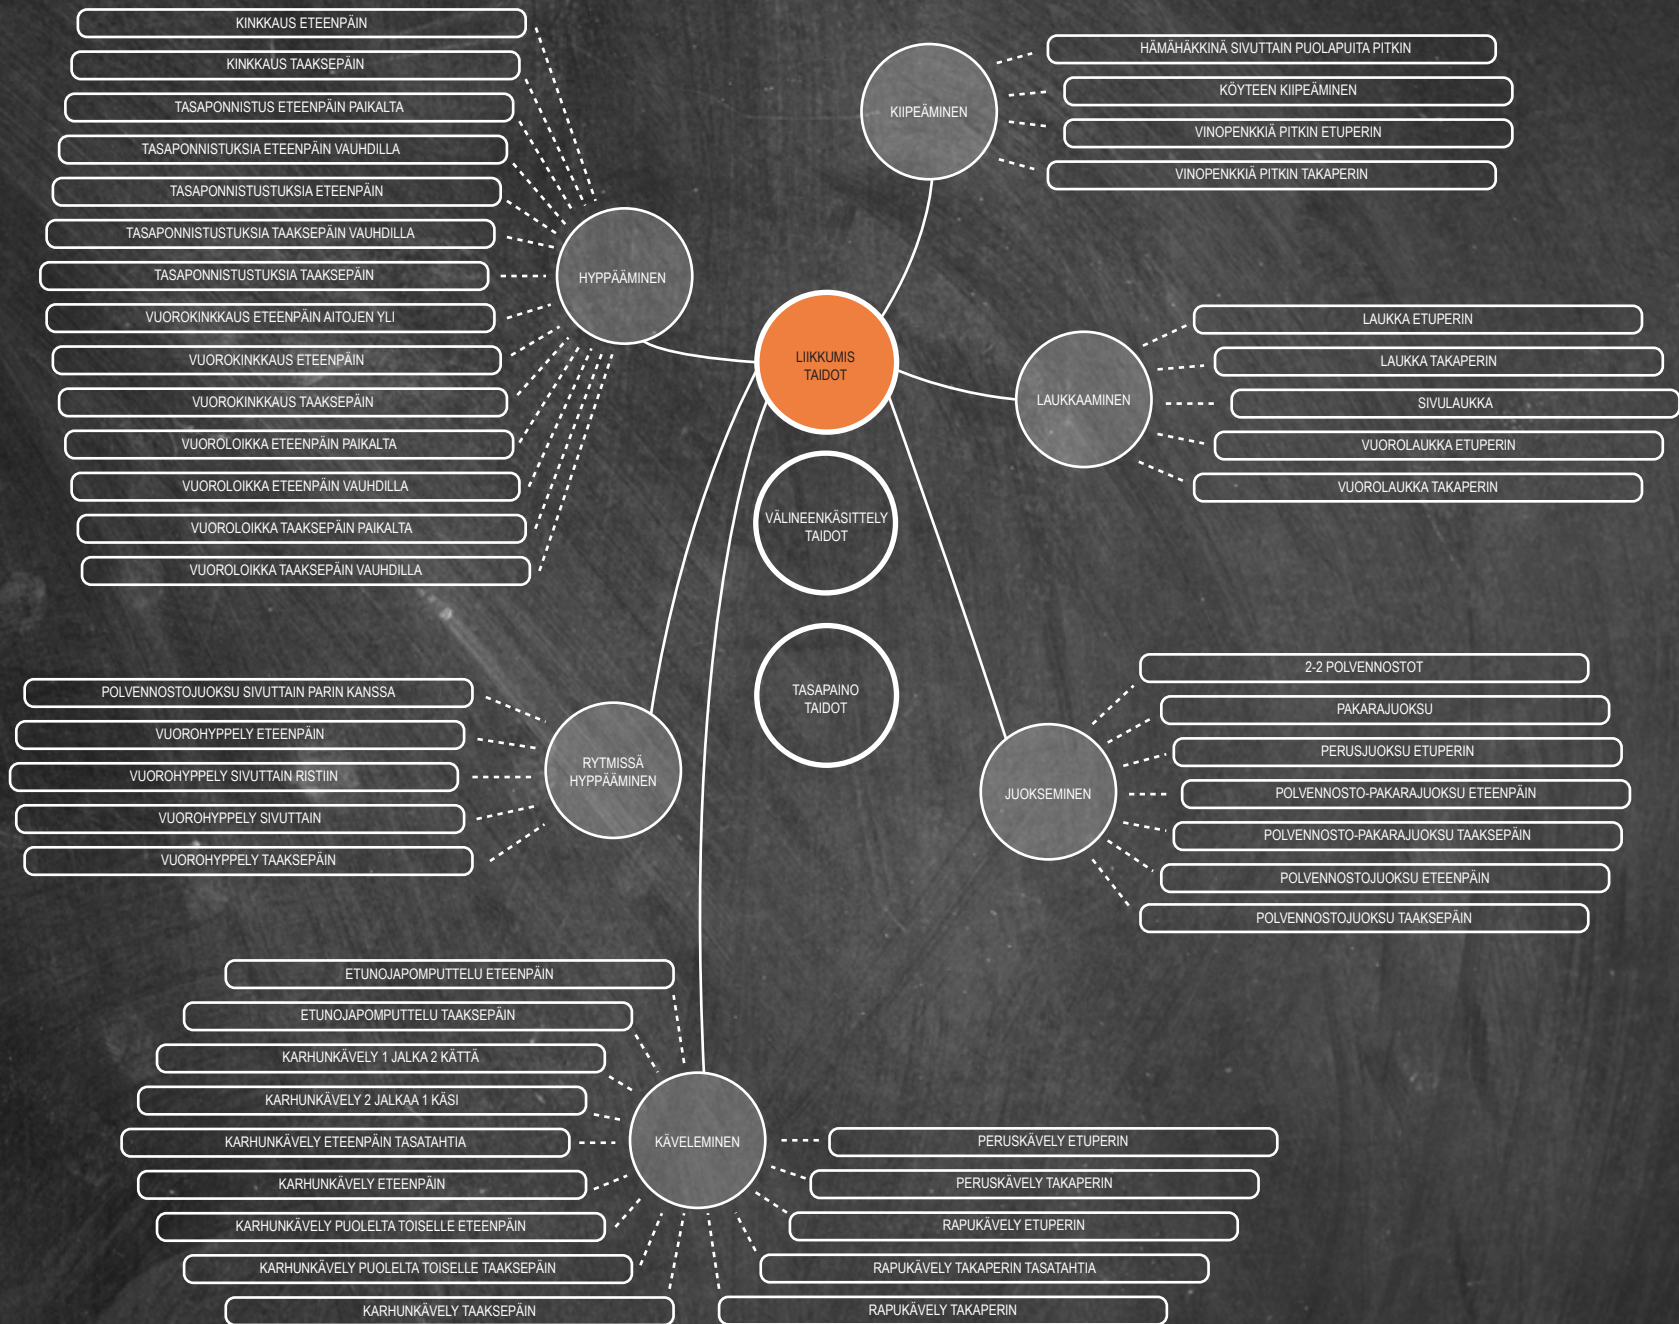 KINKKAUS ETEENPÄIN
KINKKAUS TAAKSEPÄIN
TASAPONNISTUS ETEENPÄIN PAIKALTA
TASAPONNISTUKSIA ETEENPÄIN VAUHDILLA
TASAPONNISTUSTUKSIA ETEENPÄIN
TASAPONNISTUSTUKSIA TAAKSEPÄIN VAUHDILLA
TASAPONNISTUSTUKSIA TAAKSEPÄIN
VUOROKINKKAUS ETEENPÄIN AITOJEN YLI
VUOROKINKKAUS ETEENPÄIN
VUOROKINKKAUS TAAKSEPÄIN
VUOROLOIKKA ETEENPÄIN PAIKALTA
VUOROLOIKKA ETEENPÄIN VAUHDILLA
VUOROLOIKKA TAAKSEPÄIN PAIKALTA
VUOROLOIKKA TAAKSEPÄIN VAUHDILLA
HYPPÄÄMINEN
KIIPEÄMINEN
HÄMÄHÄKKINÄ SIVUTTAIN PUOLAPUITA PITKIN
KÖYTEEN KIIPEÄMINEN
VINOPENKKIÄ PITKIN ETUPERIN
VINOPENKKIÄ PITKIN TAKAPERIN
LIIKKUMIS
TAIDOT
VÄLINEENKÄSITTELY
TAIDOT
TASAPAINO
TAIDOT
LAUKKAAMINEN
LAUKKA ETUPERIN
LAUKKA TAKAPERIN
SIVULAUKKA
VUOROLAUKKA ETUPERIN
VUOROLAUKKA TAKAPERIN
POLVENNOSTOJUOKSU SIVUTTAIN PARIN KANSSA
VUOROHYPPELY ETEENPÄIN
VUOROHYPPELY SIVUTTAIN RISTIIN
VUOROHYPPELY SIVUTTAIN
VUOROHYPPELY TAAKSEPÄIN
RYTMISSÄ
HYPPÄÄMINEN
JUOKSEMINEN
2-2 POLVENNOSTOT
PAKARAJUOKSU
PERUSJUOKSU ETUPERIN
POLVENNOSTO-PAKARAJUOKSU ETEENPÄIN
POLVENNOSTO-PAKARAJUOKSU TAAKSEPÄIN
POLVENNOSTOJUOKSU ETEENPÄIN
POLVENNOSTOJUOKSU TAAKSEPÄIN
ETUNOJAPOMPUTTELU ETEENPÄIN
ETUNOJAPOMPUTTELU TAAKSEPÄIN
KARHUNKÄVELY 1 JALKA 2 KÄTTÄ
KARHUNKÄVELY 2 JALKAA 1 KÄSI
KARHUNKÄVELY ETEENPÄIN TASATAHTIA
KARHUNKÄVELY ETEENPÄIN
KARHUNKÄVELY PUOLELTA TOISELLE ETEENPÄIN
KARHUNKÄVELY PUOLELTA TOISELLE TAAKSEPÄIN
KARHUNKÄVELY TAAKSEPÄIN
KÄVELEMINEN
PERUSKÄVELY ETUPERIN
PERUSKÄVELY TAKAPERIN
RAPUKÄVELY ETUPERIN
RAPUKÄVELY TAKAPERIN TASATAHTIA
RAPUKÄVELY TAKAPERIN